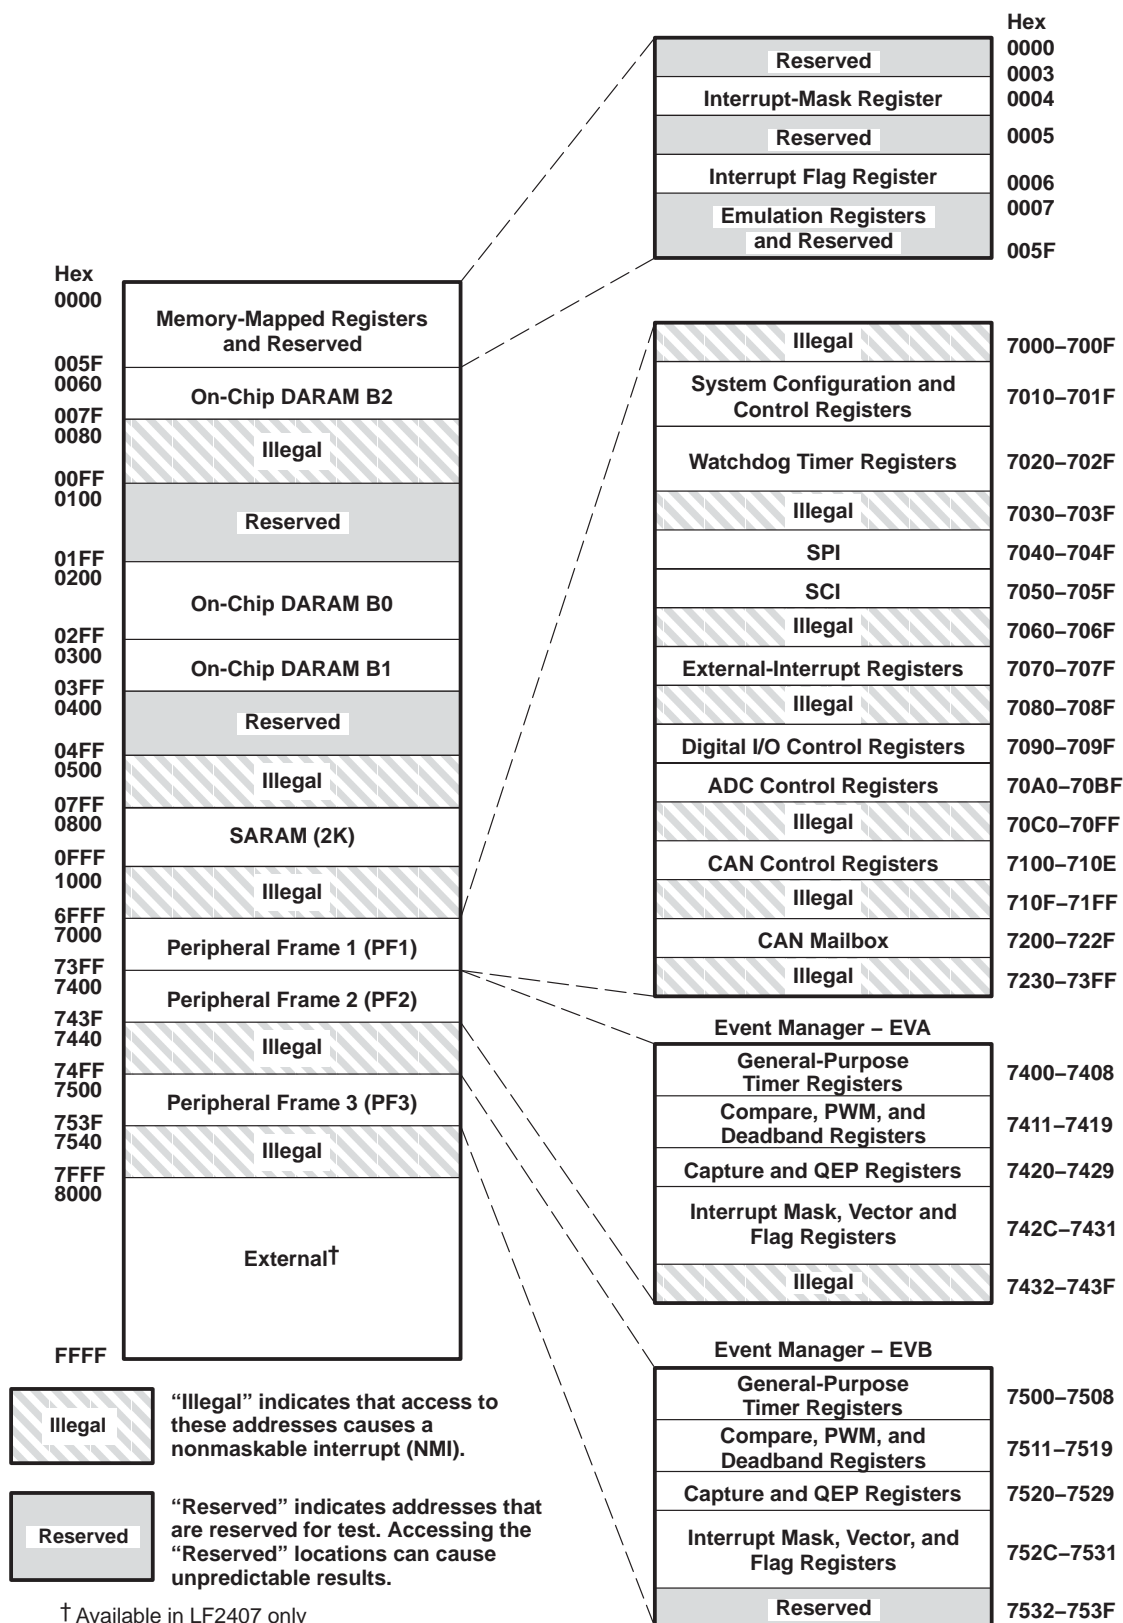 Hex
0000
Reserved
0003
Interrupt-Mask Register
0004
Reserved
0005
Interrupt Flag Register
0006
0007
Emulation Registers
and Reserved
005F
Hex
0000
Memory-Mapped Registers
and Reserved
005F
0060
On-Chip DARAM B2
007F
0080
Illegal
00FF
0100
Reserved
01FF
0200
On-Chip DARAM B0
02FF
0300
On-Chip DARAM B1
03FF
0400
Reserved
04FF
0500
Illegal
07FF
0800
SARAM (2K)
0FFF
1000
Illegal
6FFF
7000
Peripheral Frame 1 (PF1)
73FF
7400
Peripheral Frame 2 (PF2)
743F
7440
Illegal
74FF
7500
Peripheral Frame 3 (PF3)
753F
7540
Illegal
7FFF
8000
External†
FFFF
Illegal 7000–700F
System Configuration and
Control Registers
7010–701F
Watchdog Timer Registers 7020–702F
Illegal 7030–703F
SPI 7040–704F
SCI 7050–705F
Illegal 7060–706F
External-Interrupt Registers 7070–707F
Illegal 7080–708F
Digital I/O Control Registers 7090–709F
ADC Control Registers 70A0–70BF
Illegal 70C0–70FF
CAN Control Registers 7100–710E
Illegal 710F–71FF
CAN Mailbox 7200–722F
Illegal 7230–73FF
Event Manager – EVA
General-Purpose
Timer Registers
7400–7408
Compare, PWM, and
Deadband Registers
7411–7419
Capture and QEP Registers 7420–7429
Interrupt Mask, Vector and
Flag Registers
742C–7431
Illegal 7432–743F
Event Manager – EVB
General-Purpose
Timer Registers
7500–7508
Compare, PWM, and
Deadband Registers
7511–7519
Capture and QEP Registers 7520–7529
Interrupt Mask, Vector, and
Flag Registers
752C–7531
Reserved 7532–753F
Illegal
“Illegal” indicates that access to
these addresses causes a
nonmaskable interrupt (NMI).
Reserved
“Reserved” indicates addresses that
are reserved for test. Accessing the
“Reserved” locations can cause
unpredictable results.
† Available in LF2407 only